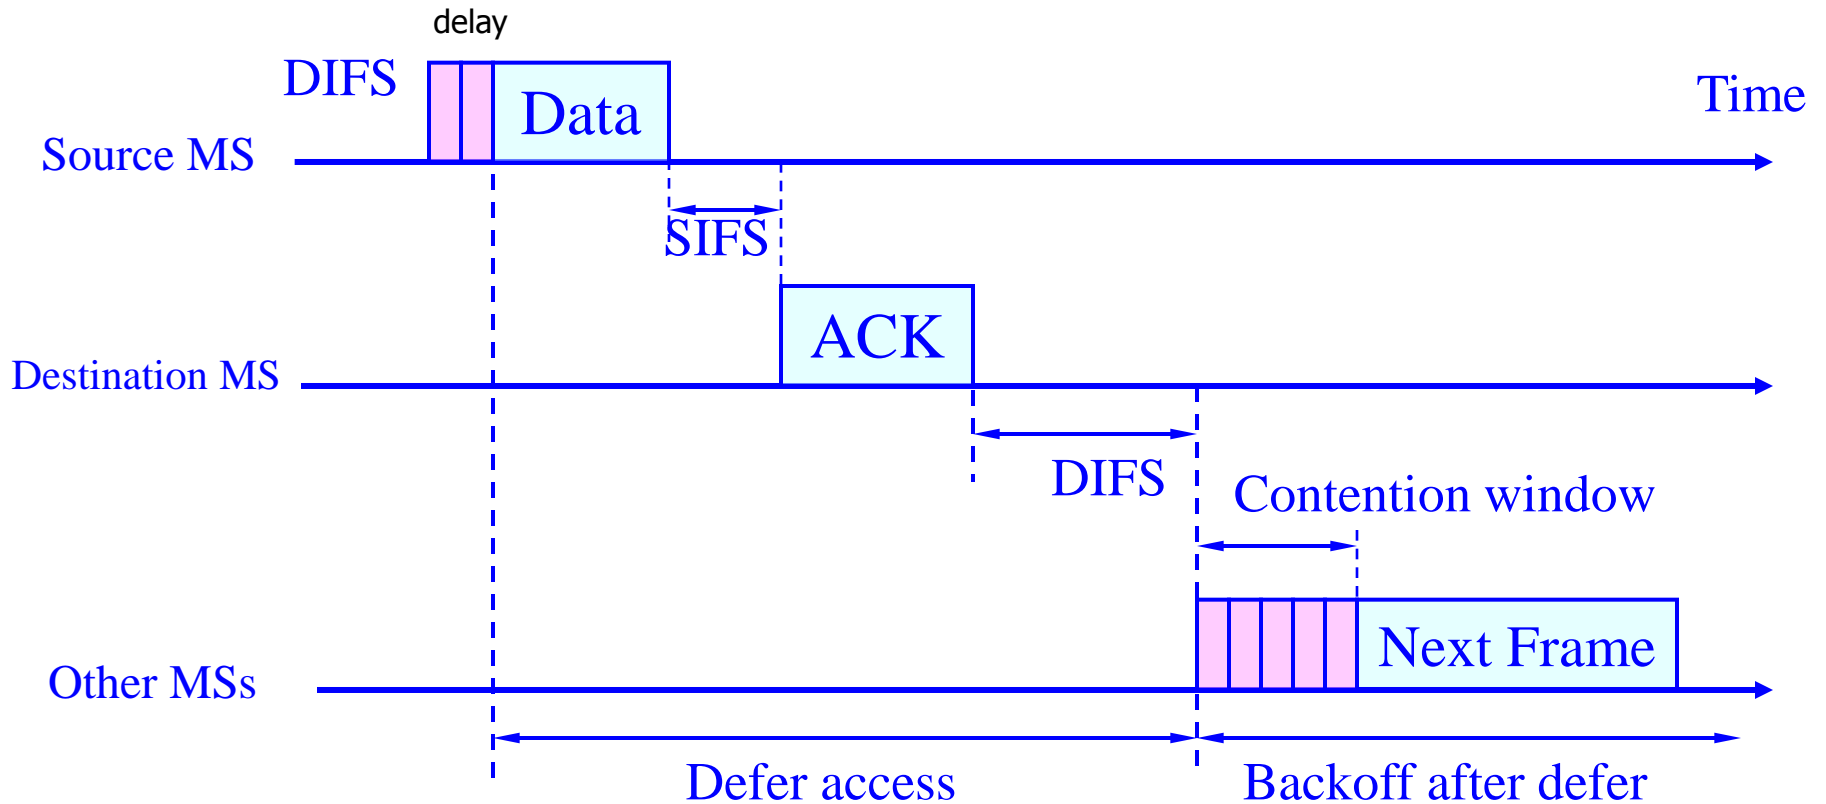 delay
DIFS
Data
Time
Source MS
SIFS
ACK
Destination MS
DIFS
Contention window
Next Frame
Other MSs
Defer access
Backoff after defer